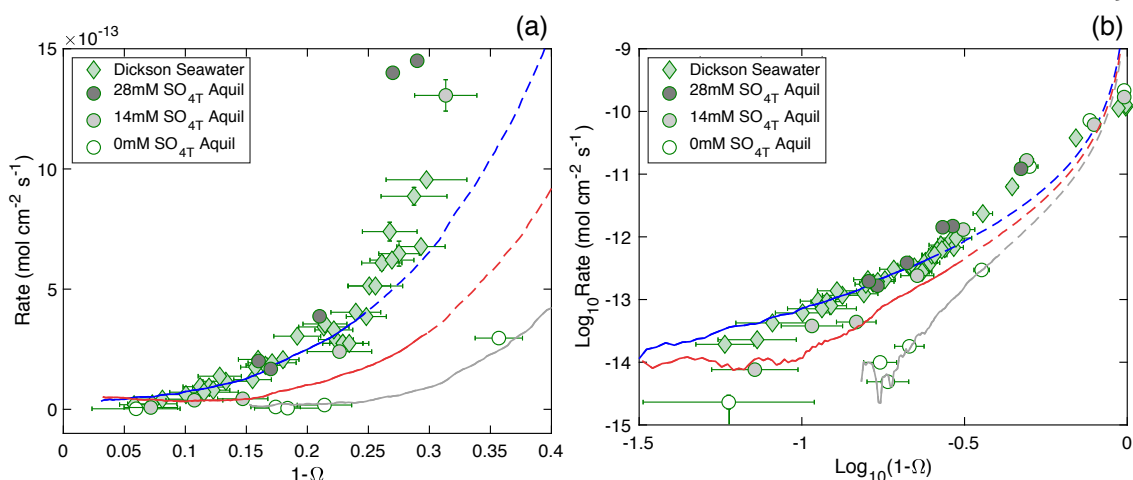 (a)
×10⁻¹³
15
10
5
0
Rate (mol cm⁻² s⁻¹)
Dickson Seawater
28mM SO₄T Aquil
14mM SO₄T Aquil
0mM SO₄T Aquil
0 0.05 0.1 0.15 0.2 0.25 0.3 0.35 0.4
1-Ω
(b)
-9
-10
-11
-12
-13
-14
-15
Log₁₀Rate (mol cm⁻² s⁻¹)
Dickson Seawater
28mM SO₄T Aquil
14mM SO₄T Aquil
0mM SO₄T Aquil
-1.5 -1 -0.5 0
Log₁₀(1-Ω)